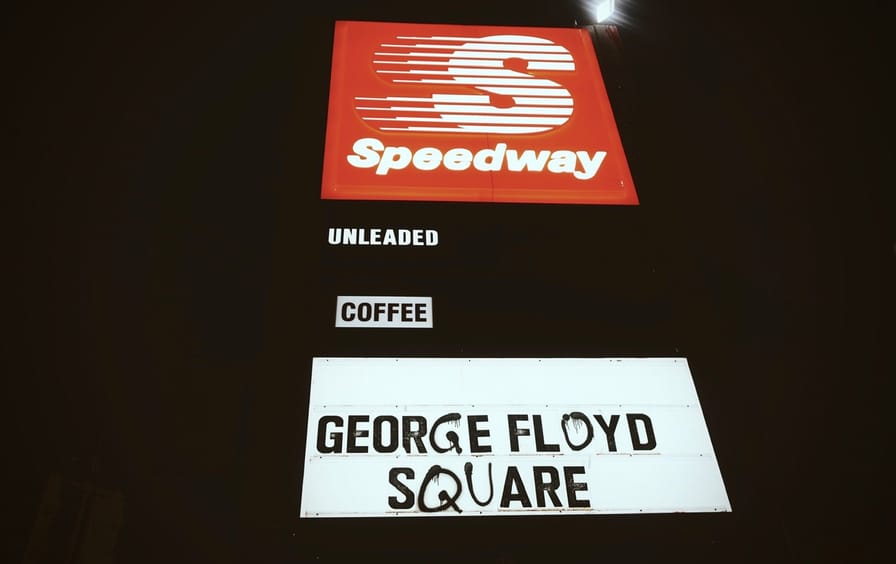 Speedway
UNLEADED
COFFEE
GEORGE FLOYD
SQUARE